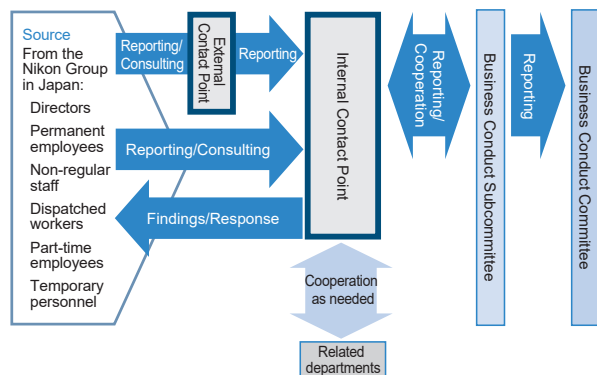 Source
From the
Nikon Group
in Japan:
Directors
Permanent
employees
Non-regular
staff
Dispatched
workers
Part-time
employees
Temporary
personnel
Reporting/
Consulting
External
Contact Point
Reporting
Reporting/Consulting
Findings/Response
Internal Contact Point
Cooperation
as needed
Related
departments
Reporting/
Cooperation
Business Conduct Subcommittee
Reporting
Business Conduct Committee